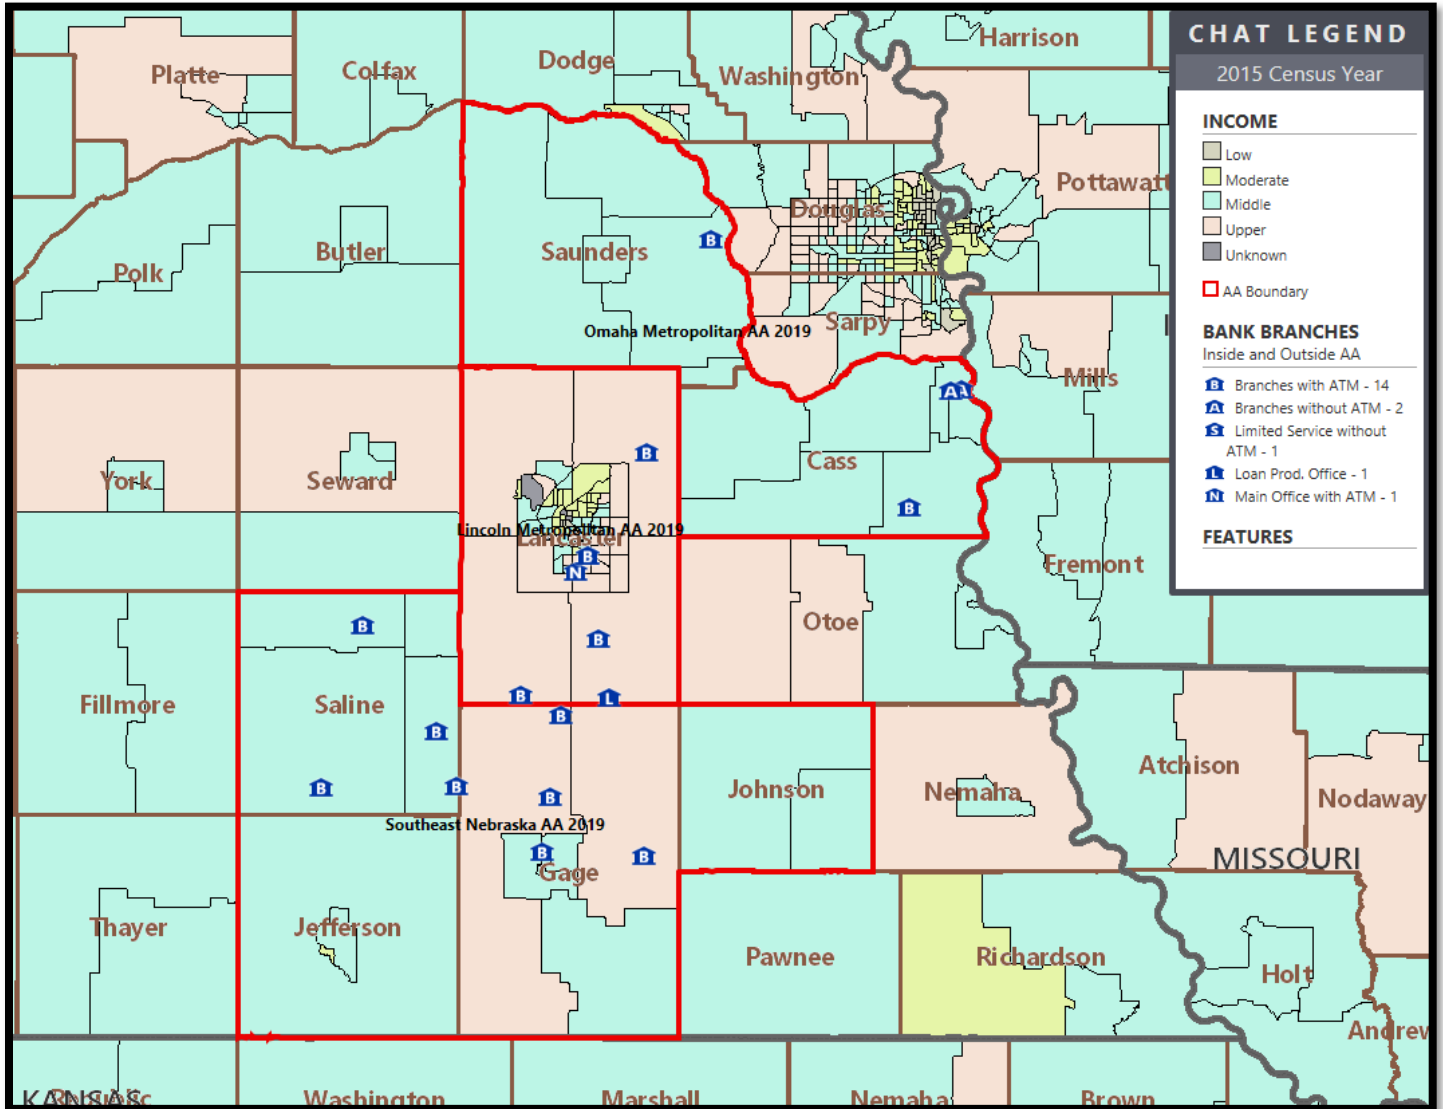 Harrison
Dodge
Platte
Colfax
Washington
Pottawatt
Douglas
Butler
Saunders
Polk
B
Omaha Metropolitan AA 2019
Sarpy
Mills
A
A
York
Seward
B
Cass
B
Lincoln Metropolitan AA 2019
Lancaster
B
N
Fremont
B
Otoe
B
Fillmore
Saline
B
L
B
B
Atchison
B
B
B
Johnson
Nemaha
Nodaway
Southeast Nebraska AA 2019
B
B
Gage
MISSOURI
Thayer
Jefferson
Pawnee
Richardson
Holt
Andrew
KANSAS
Republic
Washington
Marshall
Nemaha
Brown
CHAT LEGEND
2015 Census Year
INCOME
Low
Moderate
Middle
Upper
Unknown
AA Boundary
BANK BRANCHES
Inside and Outside AA
B Branches with ATM - 14
A Branches without ATM - 2
S Limited Service without
ATM - 1
L Loan Prod. Office - 1
N Main Office with ATM - 1
FEATURES